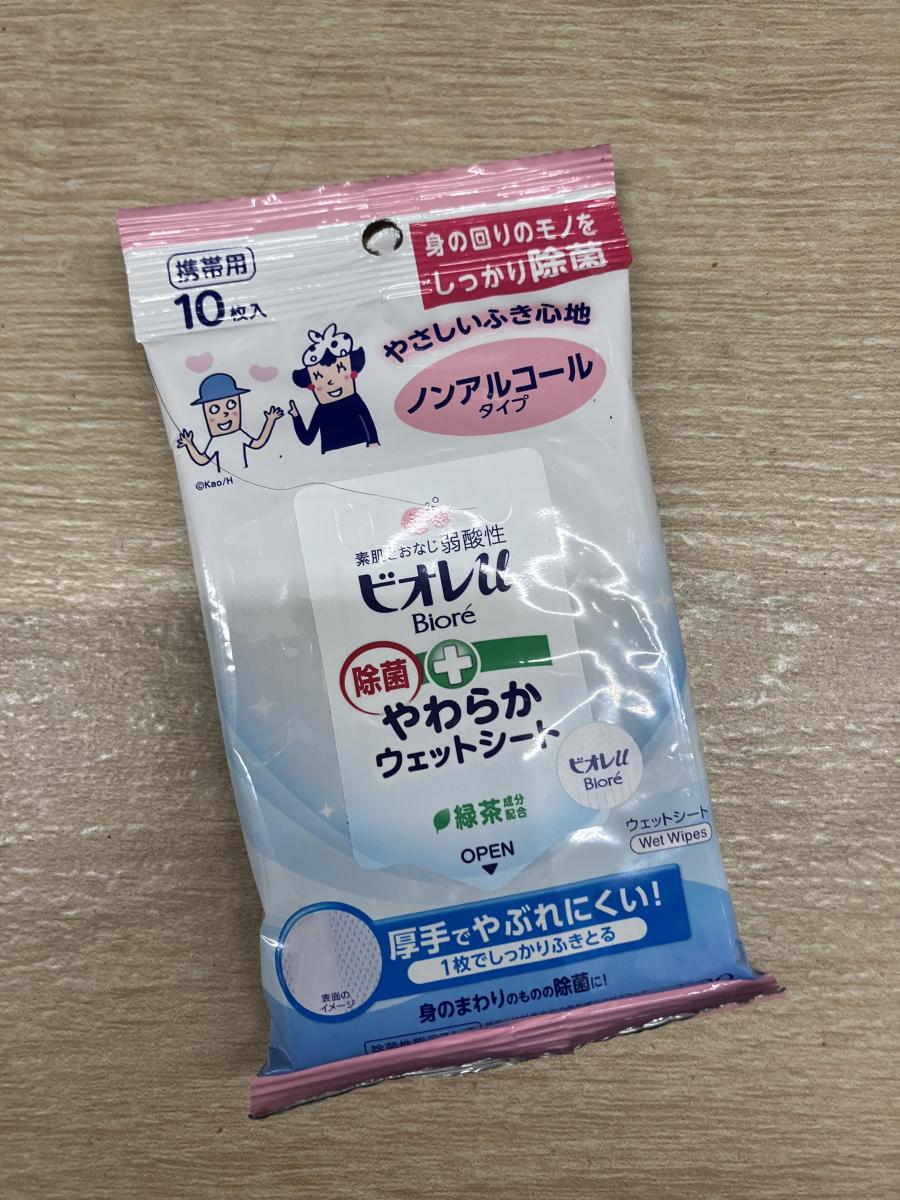 携帯用
10枚入
身の回りのモノを
しっかり除菌
やさしいふき心地
ノンアルコール
タイプ
©Kao/H
素肌とおなじ弱酸性
ビオレu
Bioré
除菌
やわらか
ウェットシート
緑茶成分配合
OPEN
ビオレu
Bioré
ウェットシート
Wet Wipes
厚手でやぶれにくい!
1枚でしっかりふきとる
表面の
イメージ
身のまわりのものの除菌に!